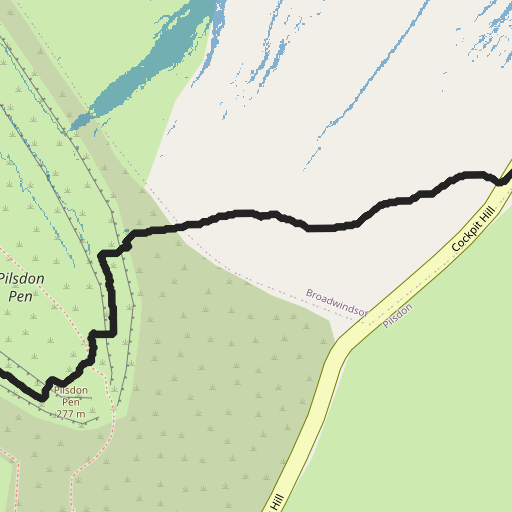 Cockpit Hill
Pilsdon
Pen
Broadwindsor
Pilsdon
Pilsdon
Pen
277 m
Hill